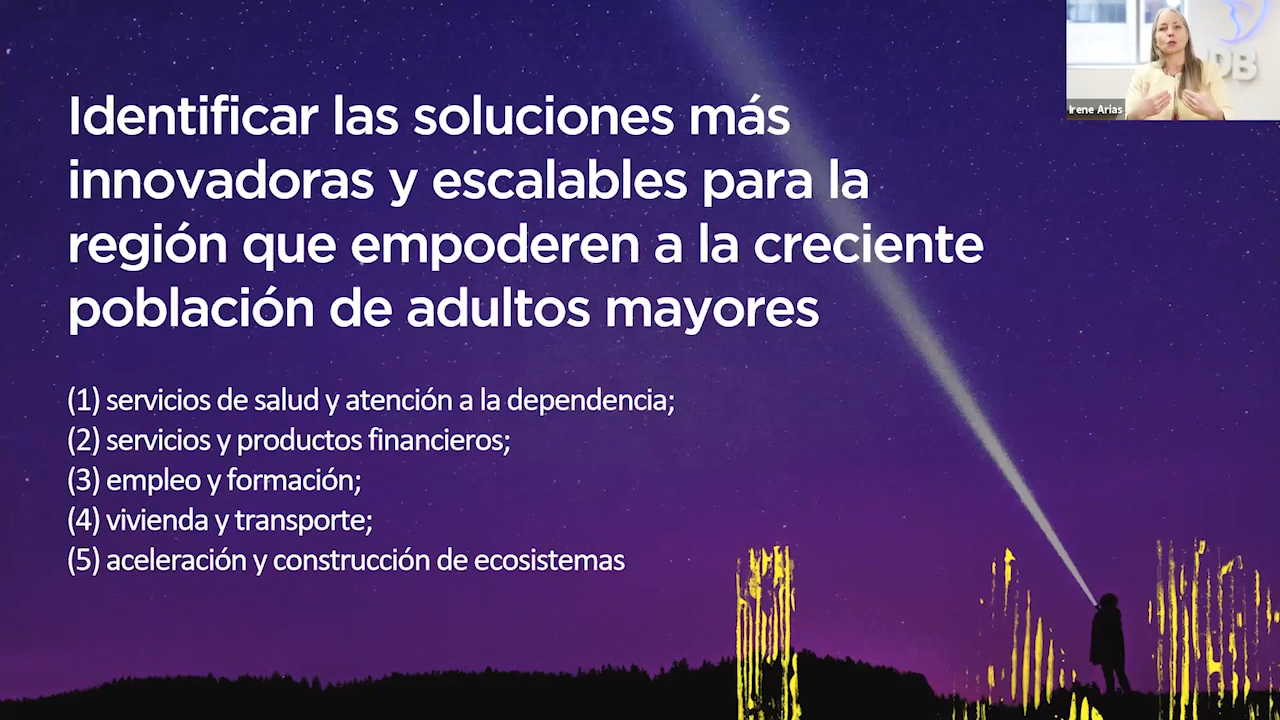 Identificar las soluciones más
innovadoras y escalables para la
región que empoderen a la creciente
población de adultos mayores
(1) servicios de salud y atención a la dependencia;
(2) servicios y productos financieros;
(3) empleo y formación;
(4) vivienda y transporte;
(5) aceleración y construcción de ecosistemas
Irene Arias